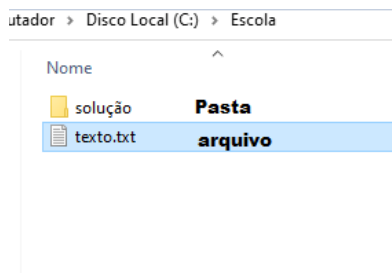 utador > Disco Local (C:) > Escola
Nome
solução Pasta
texto.txt arquivo